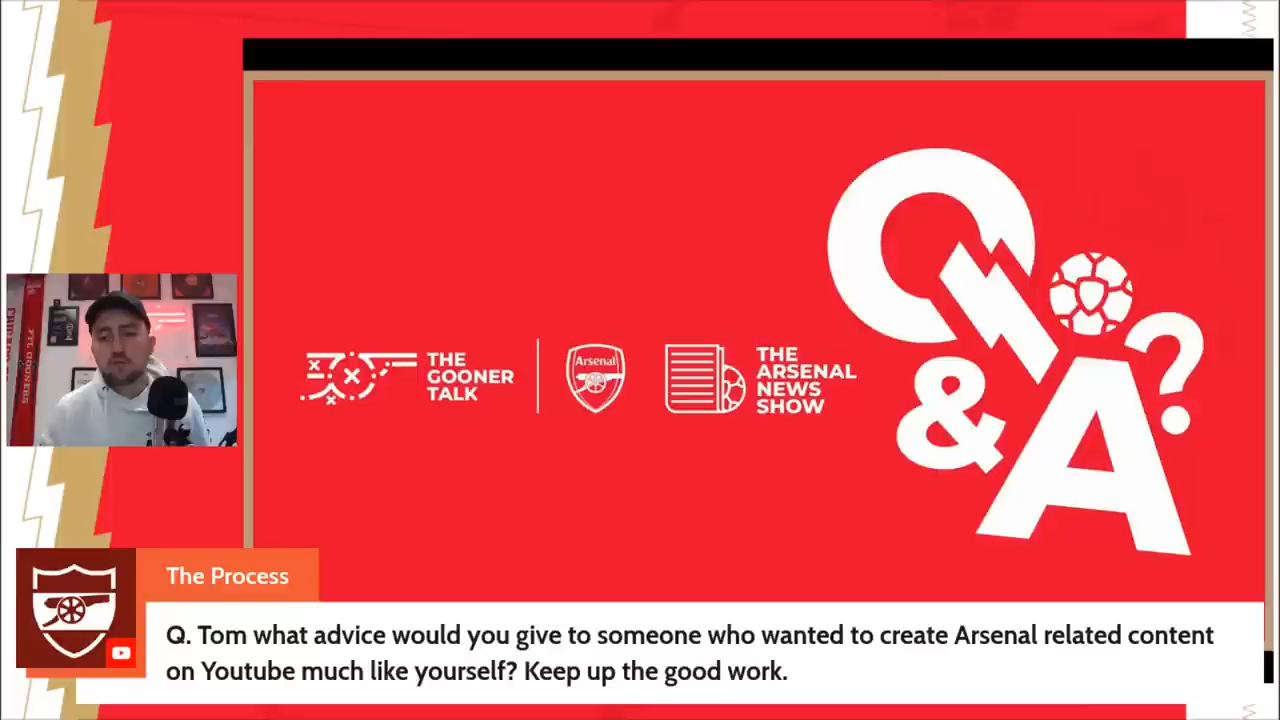 Q
&
A
?
THE
GOONER
TALK
Arsenal
THE
ARSENAL
NEWS
SHOW
The Process
Q. Tom what advice would you give to someone who wanted to create Arsenal related content
on Youtube much like yourself? Keep up the good work.